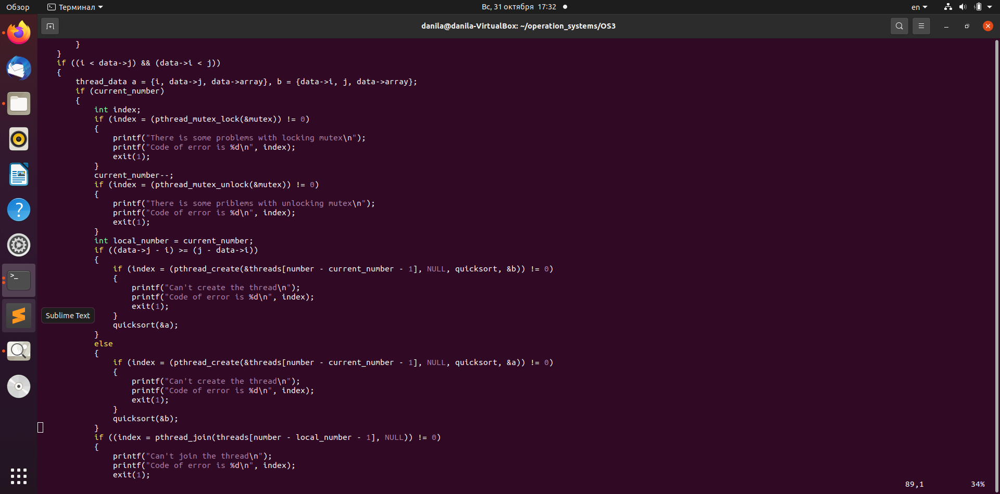 Обзор
Терминал
Вс, 31 октября 17:32
en
danila@danila-VirtualBox: ~/operation_systems/OS3
        }
    }
    if ((i < data->j) && (data->i < j))
    {
        thread_data a = {i, data->j, data->array}, b = {data->i, j, data->array};
        if (current_number)
        {
            int index;
            if (index = (pthread_mutex_lock(&mutex)) != 0)
            {
                printf("There is some problems with locking mutex\n");
                printf("Code of error is %d\n", index);
                exit(1);
            }
            current_number--;
            if (index = (pthread_mutex_unlock(&mutex)) != 0)
            {
                printf("There is some priblems with unlocking mutex\n");
                printf("Code of error is %d\n", index);
                exit(1);
            }
            int local_number = current_number;
            if ((data->j - i) >= (j - data->i))
            {
                if (index = (pthread_create(&threads[number - current_number - 1], NULL, quicksort, &b)) != 0)
                {
                    printf("Can't create the thread\n");
                    printf("Code of error is %d\n", index);
                    exit(1);
                }
                quicksort(&a);
            }
            else
            {
                if (index = (pthread_create(&threads[number - current_number - 1], NULL, quicksort, &a)) != 0)
                {
                    printf("Can't create the thread\n");
                    printf("Code of error is %d\n", index);
                    exit(1);
                }
                quicksort(&b);
            }
            if ((index = pthread_join(threads[number - local_number - 1], NULL)) != 0)
            {
                printf("Can't join the thread\n");
                printf("Code of error is %d\n", index);
                exit(1);
89,1
34%
Sublime Text